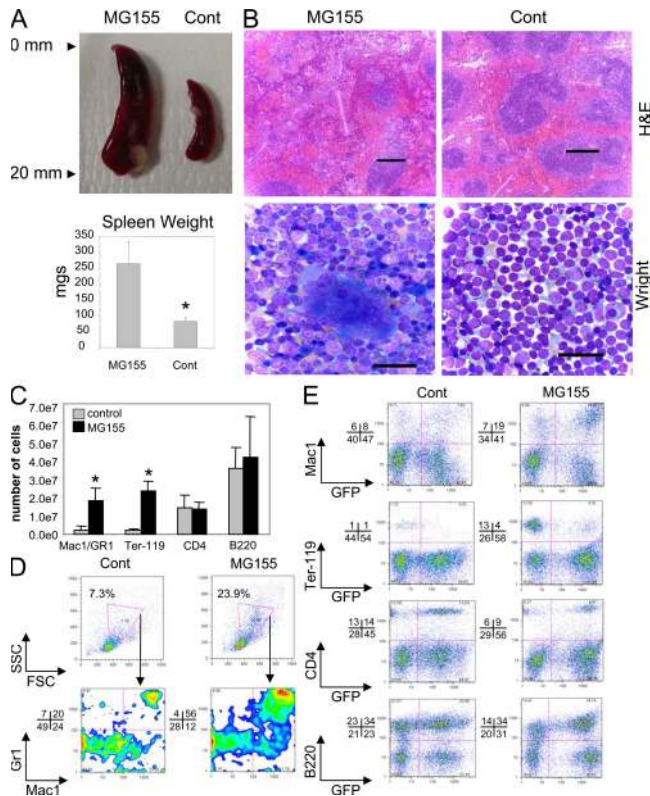 A
MG155 Cont
0 mm
20 mm
Spleen Weight
350
300
250
200
150
100
50
0
mgs
*
MG155 Cont
B
MG155 Cont
H&E
Wright
C
control
MG155
7.0e7
6.0e7
5.0e7
4.0e7
3.0e7
2.0e7
1.0e7
0.0e0
number of cells
* *
Mac1/GR1 Ter-119 CD4 B220
D
Cont MG155
7.3% 23.9%
SSC
FSC
7 20
49 24
4 56
28 12
Gr1
Mac1
E
Cont MG155
6 8
40 47
7 19
34 41
Mac1
GFP
1 1
44 54
13 4
26 58
Ter-119
GFP
13 14
28 45
6 9
29 56
CD4
GFP
23 34
21 23
14 34
20 31
B220
GFP